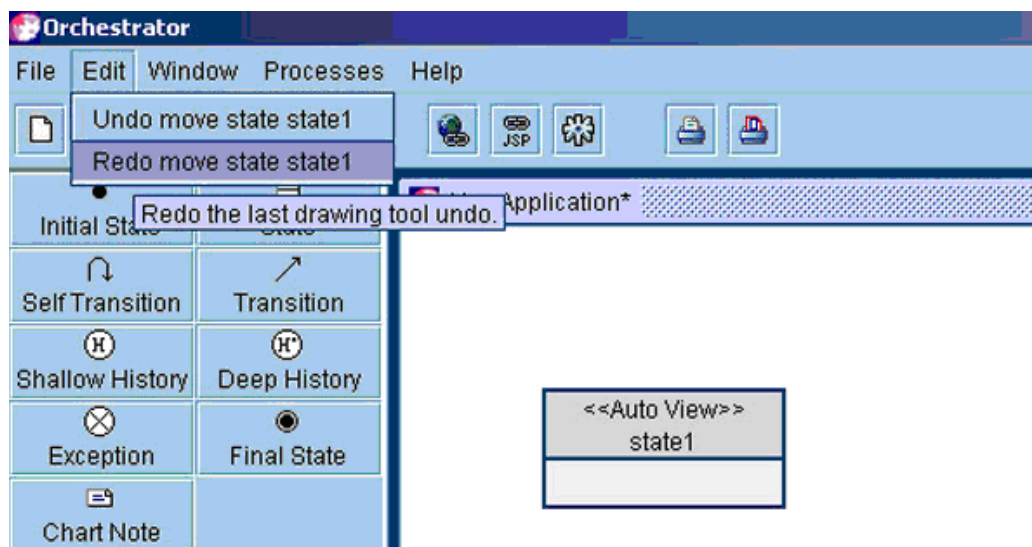 Orchestrator
File Edit Window Processes Help
Undo move state state1
JSP
Redo move state state1
Redo the last drawing tool undo.
Application*
Initial State
State
Self Transition Transition
H H*
Shallow History Deep History
Exception Final State
Chart Note
<<Auto View>>
state1